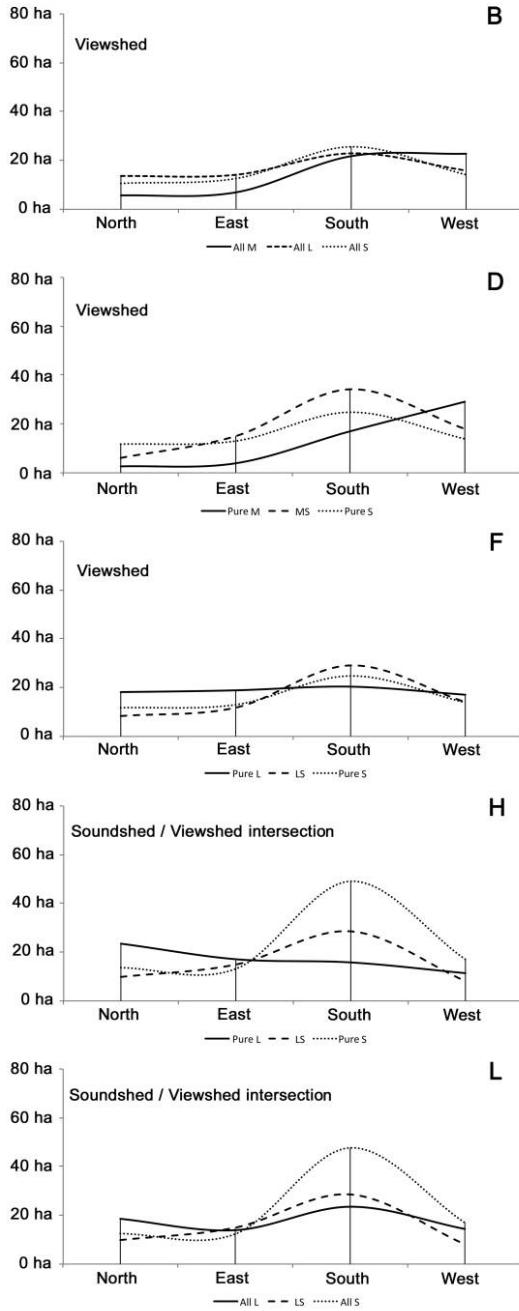 80 ha
B
Viewshed
60 ha
40 ha
20 ha
0 ha
North East South West
All M All L All S
80 ha
D
Viewshed
60 ha
40 ha
20 ha
0 ha
North East South West
Pure M MS Pure S
80 ha
F
Viewshed
60 ha
40 ha
20 ha
0 ha
North East South West
Pure L LS Pure S
80 ha
H
Soundshed / Viewshed intersection
60 ha
40 ha
20 ha
0 ha
North East South West
Pure L LS Pure S
80 ha
L
Soundshed / Viewshed intersection
60 ha
40 ha
20 ha
0 ha
North East South West
All L LS All S